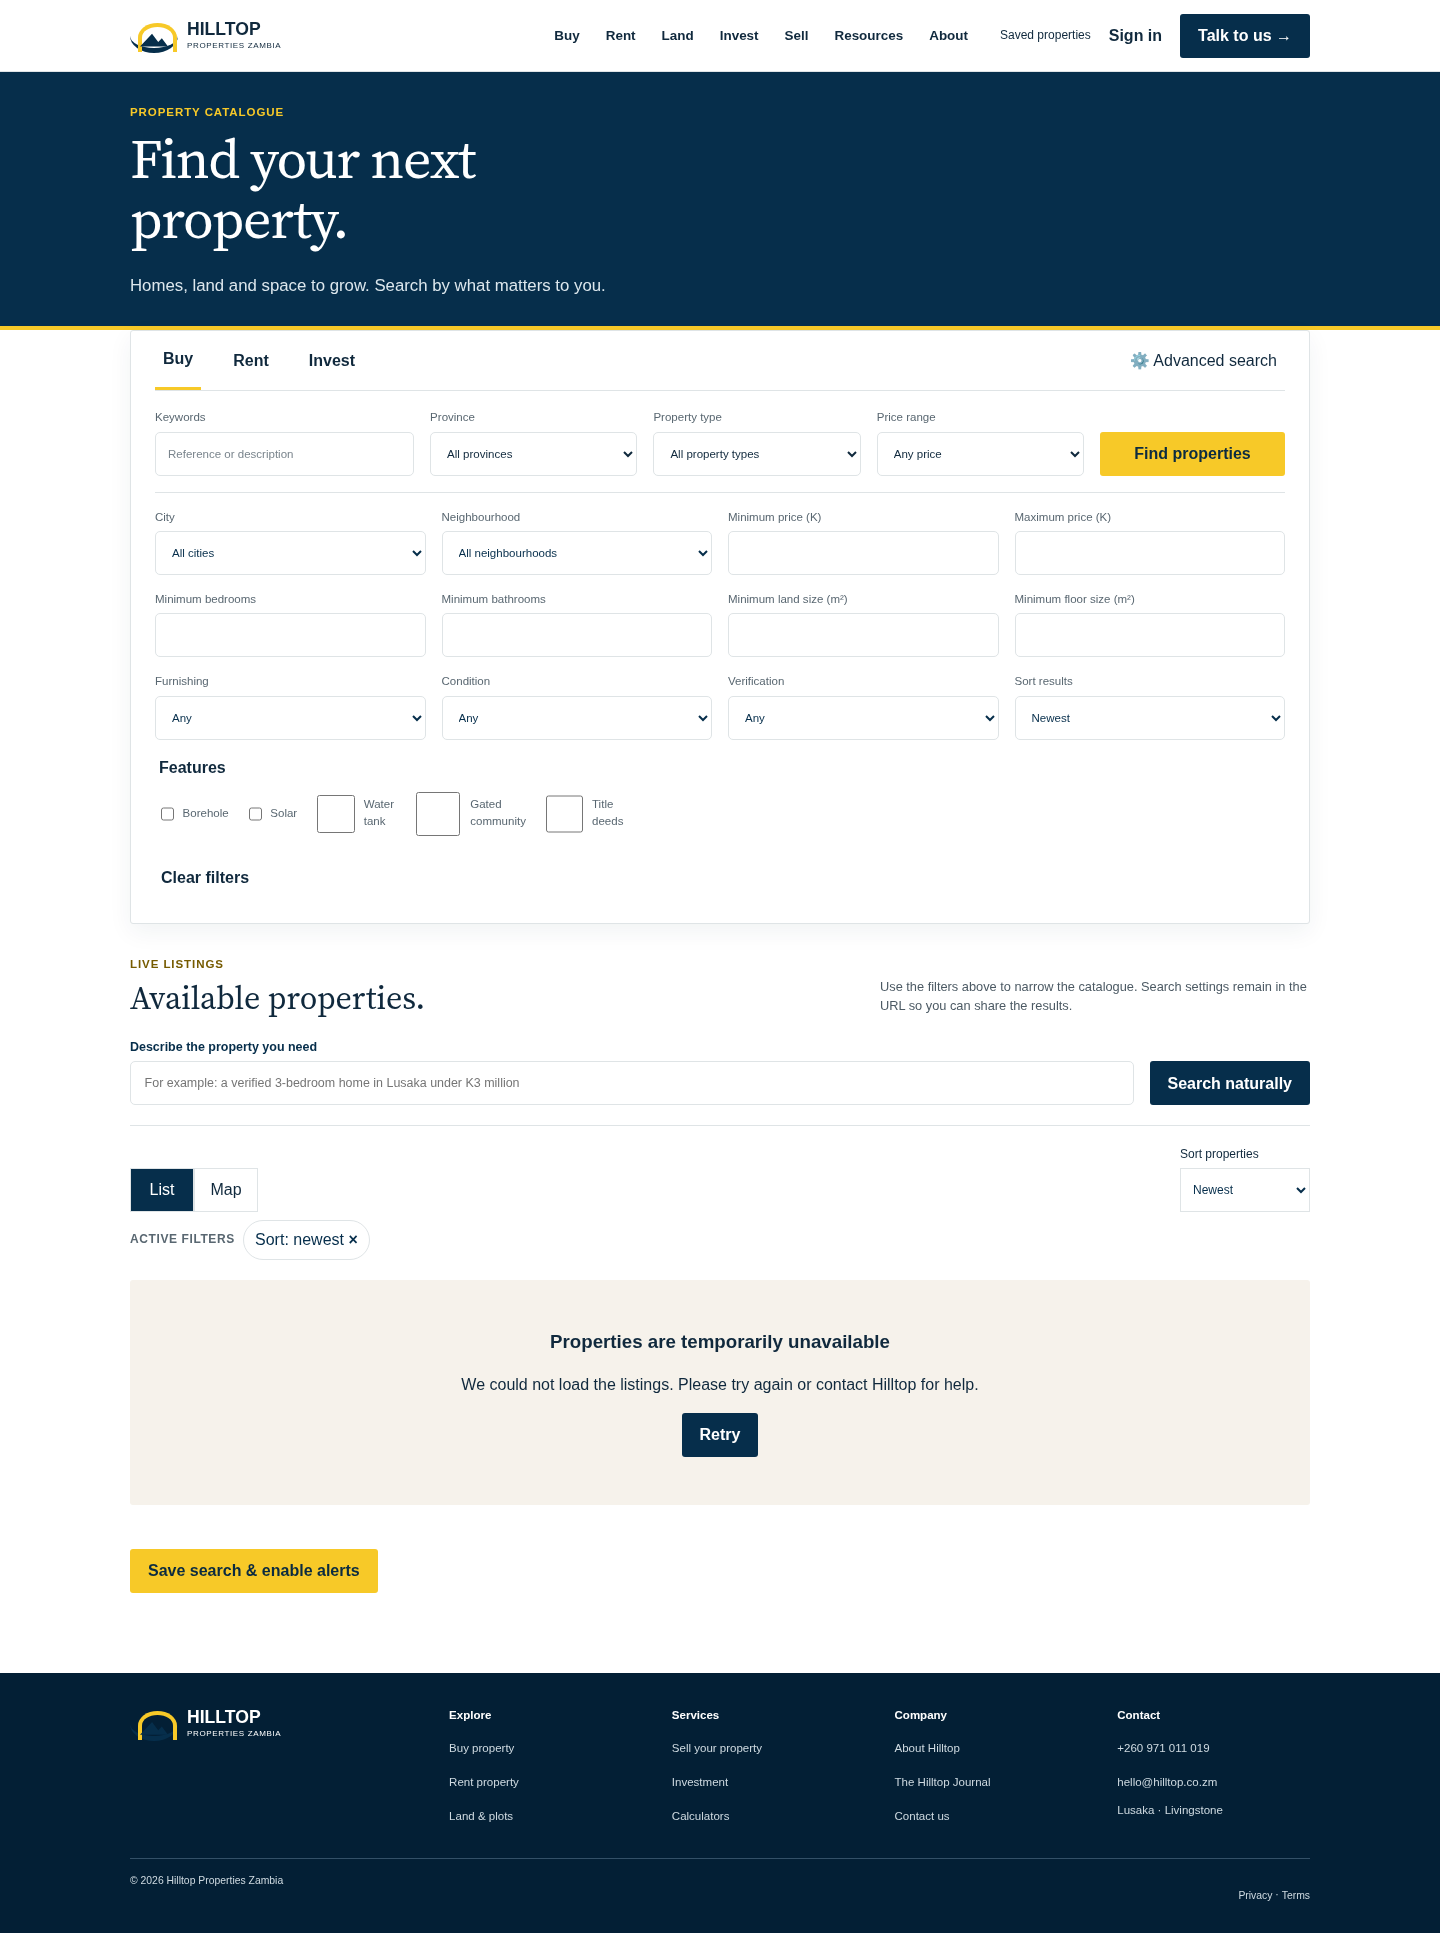 HILLTOP
PROPERTIES ZAMBIA
Buy Rent Land Invest Sell Resources About Saved properties Sign in Talk to us →
PROPERTY CATALOGUE
Find your next
property.
Homes, land and space to grow. Search by what matters to you.
Buy Rent Invest ⚙️ Advanced search
Keywords Province Property type Price range
Reference or description All provinces All property types Any price Find properties
City Neighbourhood Minimum price (K) Maximum price (K)
All cities All neighbourhoods
Minimum bedrooms Minimum bathrooms Minimum land size (m²) Minimum floor size (m²)
Furnishing Condition Verification Sort results
Any Any Any Newest
Features
Borehole Solar Water tank Gated community Title deeds
Clear filters
LIVE LISTINGS
Available properties.
Use the filters above to narrow the catalogue. Search settings remain in the
URL so you can share the results.
Describe the property you need
For example: a verified 3-bedroom home in Lusaka under K3 million Search naturally
Sort properties
List Map Newest
ACTIVE FILTERS Sort: newest ×
Properties are temporarily unavailable
We could not load the listings. Please try again or contact Hilltop for help.
Retry
Save search & enable alerts
HILLTOP
PROPERTIES ZAMBIA
Explore Services Company Contact
Buy property Sell your property About Hilltop +260 971 011 019
Rent property Investment The Hilltop Journal hello@hilltop.co.zm
Land & plots Calculators Contact us Lusaka · Livingstone
© 2026 Hilltop Properties Zambia
Privacy · Terms